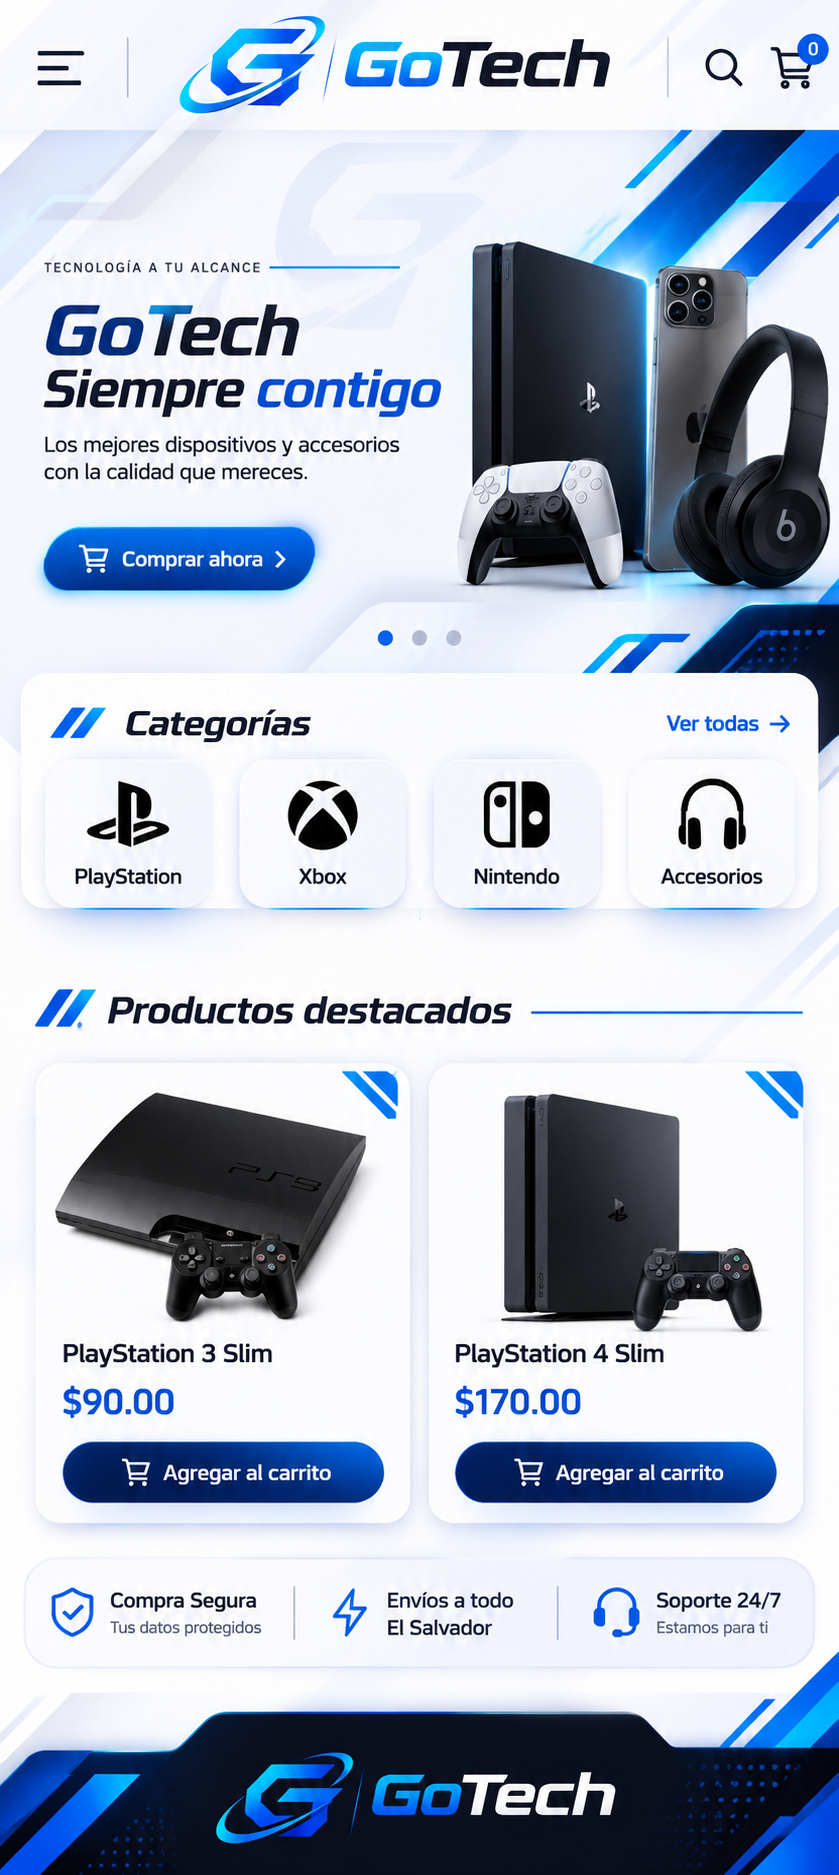 GoTech
0
TECNOLOGÍA A TU ALCANCE
GoTech
Siempre contigo
Los mejores dispositivos y accesorios
con la calidad que mereces.
Comprar ahora
b
Categorías
Ver todas
PlayStation
Xbox
Nintendo
Accesorios
Productos destacados
PS3
PlayStation 3 Slim
$90.00
Agregar al carrito
PlayStation 4 Slim
$170.00
Agregar al carrito
Compra Segura
Tus datos protegidos
Envíos a todo
El Salvador
Soporte 24/7
Estamos para ti
GoTech